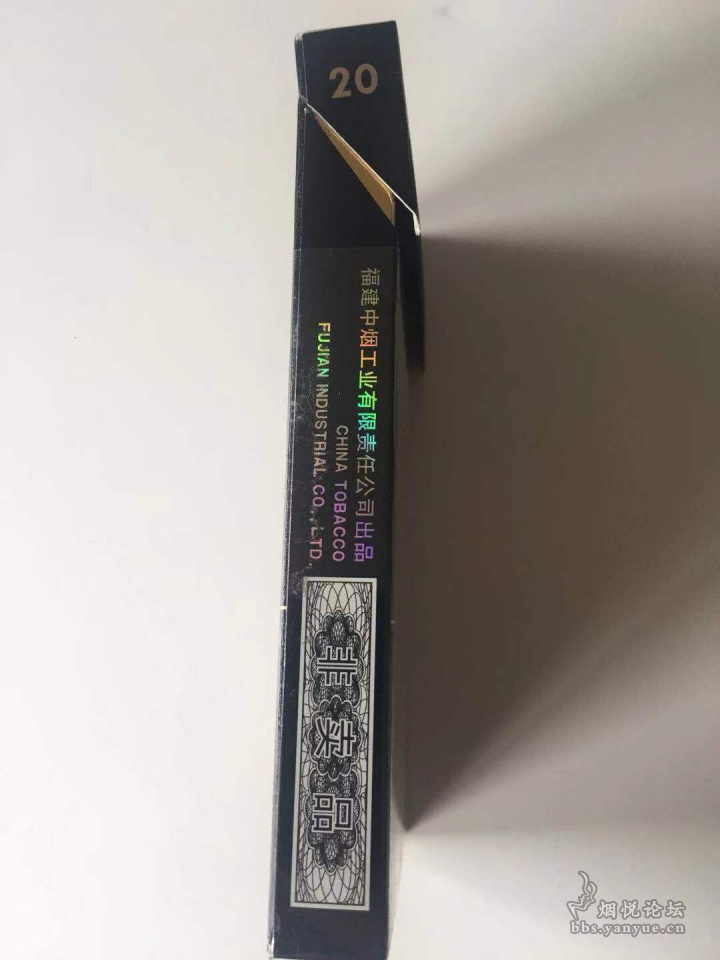 20
福建中烟工业有限责任公司出品
CHINA TOBACCO
FUJIAN INDUSTRIAL CO.,LTD.
非卖品
烟悦论坛
bbs.yanyue.cn